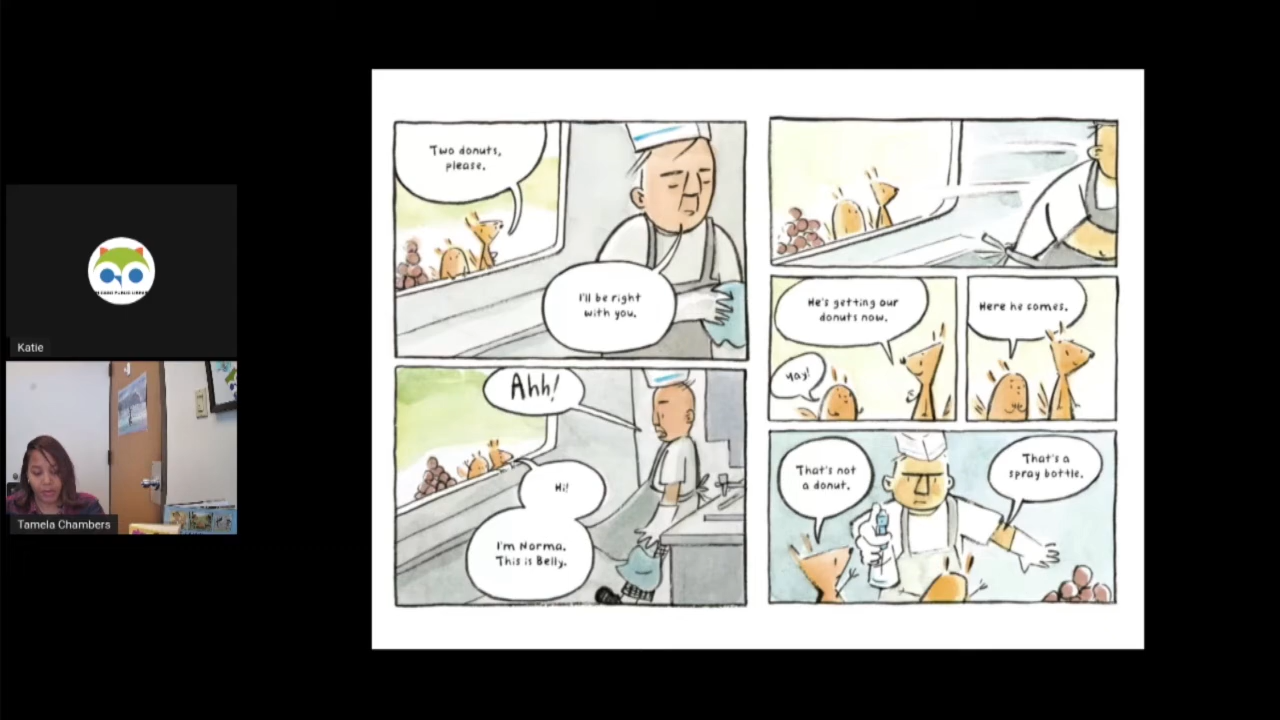 Katie
Tamela Chambers
Two donuts,
please.
I'll be right
with you.
Ahh!
Hi!
I'm Norma.
This is Belly.
He's getting our
donuts now.
yay!
Here he comes.
That's not
a donut.
That's a
spray bottle.